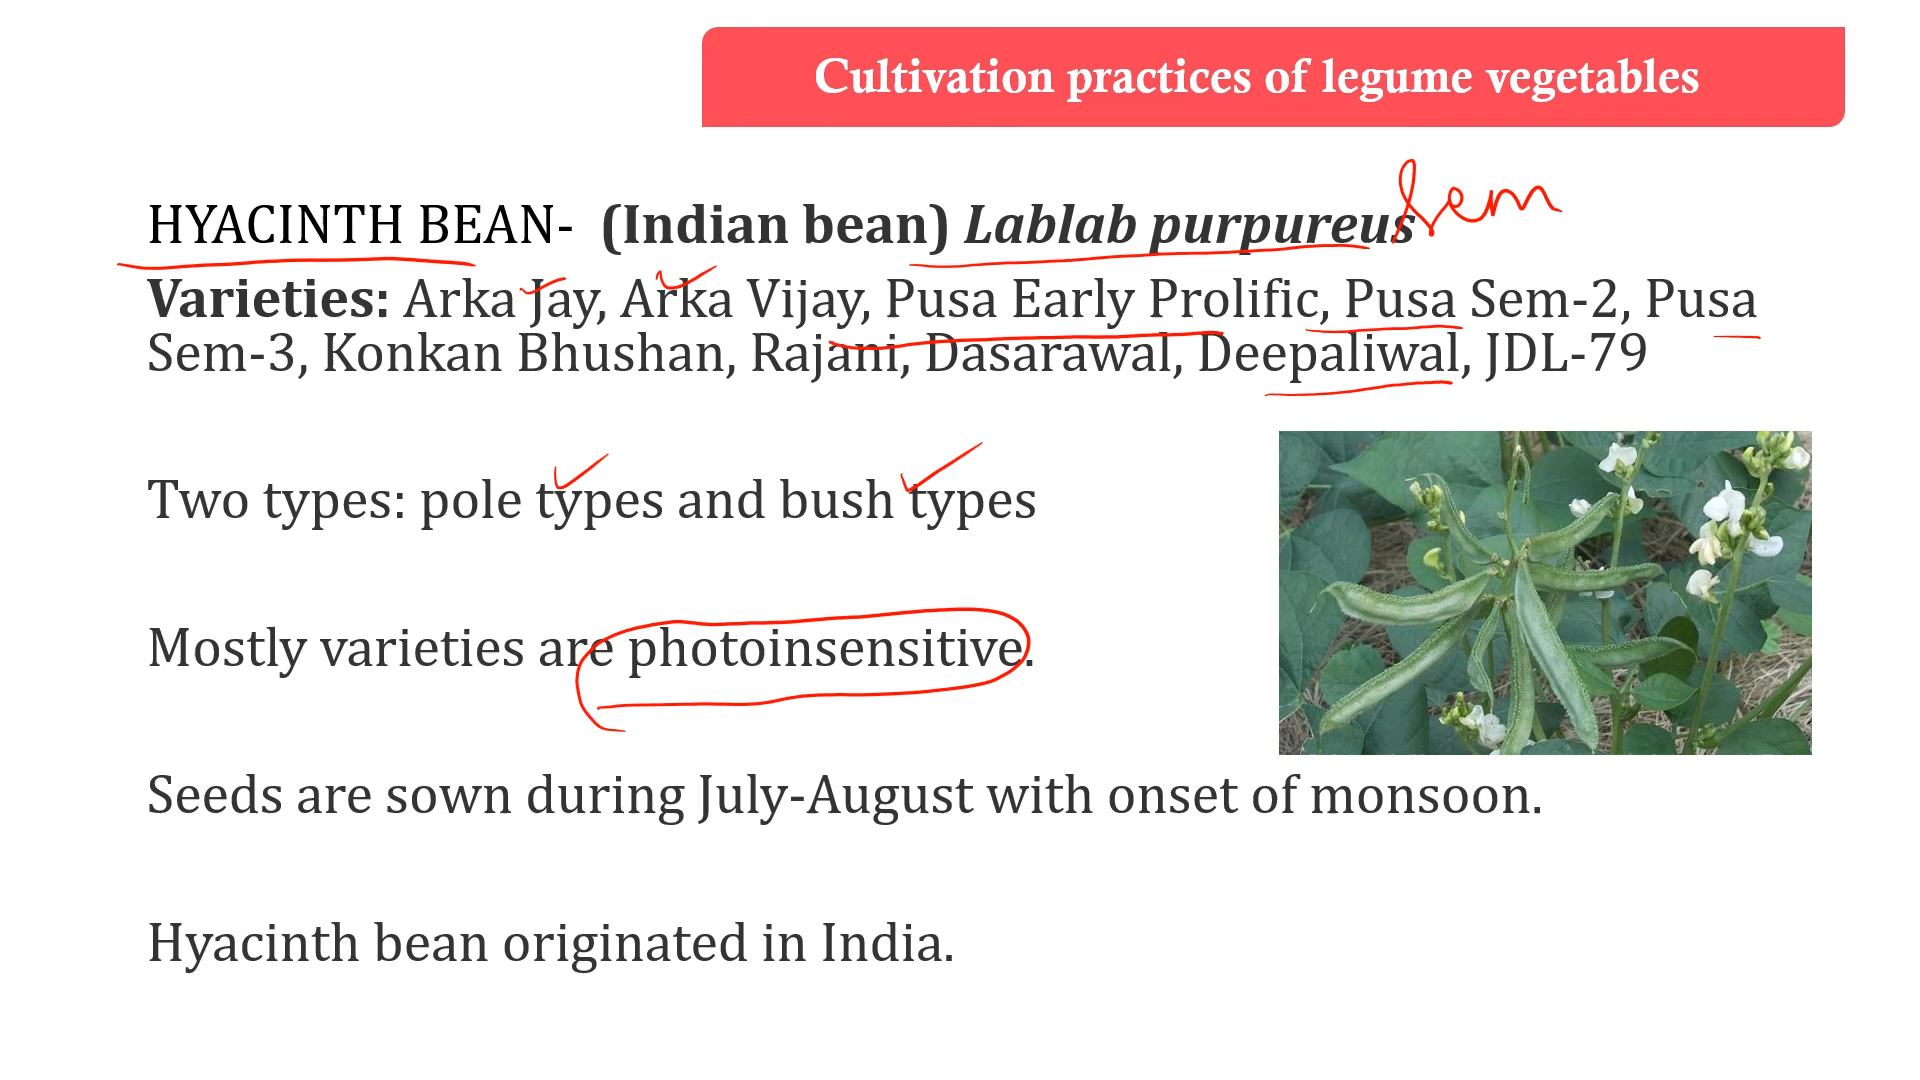 Cultivation practices of legume vegetables
Sem
HYACINTH BEAN- (Indian bean) Lablab purpureus
Varieties: Arka Jay, Arka Vijay, Pusa Early Prolific, Pusa Sem-2, Pusa
Sem-3, Konkan Bhushan, Rajani, Dasarawal, Deepaliwal, JDL-79
Two types: pole types and bush types
Mostly varieties are photoinsensitive.
Seeds are sown during July-August with onset of monsoon.
Hyacinth bean originated in India.